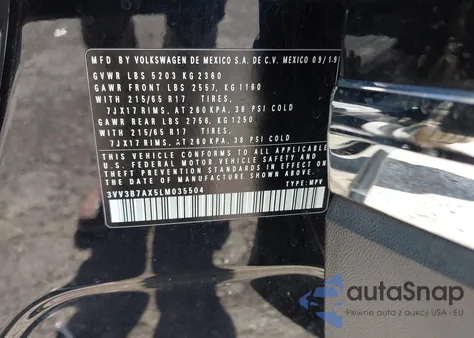 MFD BY VOLKSWAGEN DE MEXICO S.A. DE C.V. MEXICO 09/19
GVWR LBS 5203 KG2360
GAWR FRONT LBS 2557, KG1160
WITH 215/65 R17 TIRES,
7JX17 RIMS, AT 260 KPA, 38 PSI COLD
GAWR REAR LBS 2756, KG1250
WITH 215/65 R17 TIRES,
7JX17 RIMS, AT 260 KPA, 38 PSI COLD
THIS VEHICLE CONFORMS TO ALL APPLICABLE
U.S. FEDERAL MOTOR VEHICLE SAFETY AND
THEFT PREVENTION STANDARDS IN EFFECT ON THE
DATE OF MANUFACTURE SHOWN ABOVE.
3VV3B7AX5LM035504 TYPE: MPV
autoSnap
Pewne auta z aukcji USA - EU